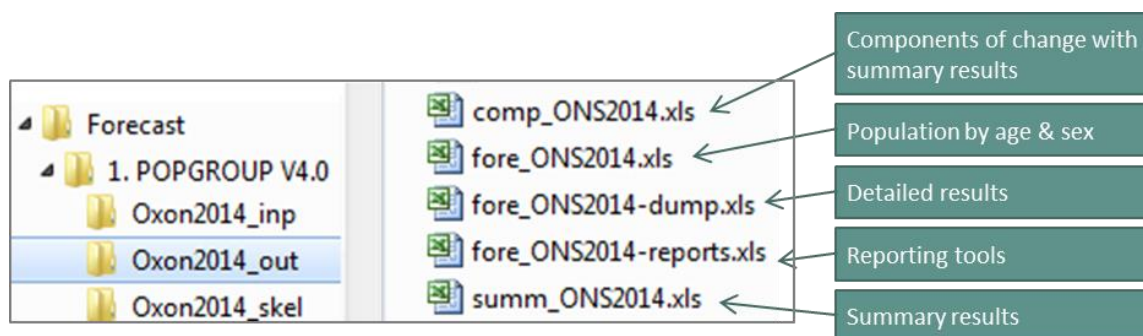 Forecast
1. POPGROUP V4.0
Oxon2014_inp
Oxon2014_out
Oxon2014_skel
comp_ONS2014.xls
fore_ONS2014.xls
fore_ONS2014-dump.xls
fore_ONS2014-reports.xls
summ_ONS2014.xls
Components of change with
summary results
Population by age & sex
Detailed results
Reporting tools
Summary results